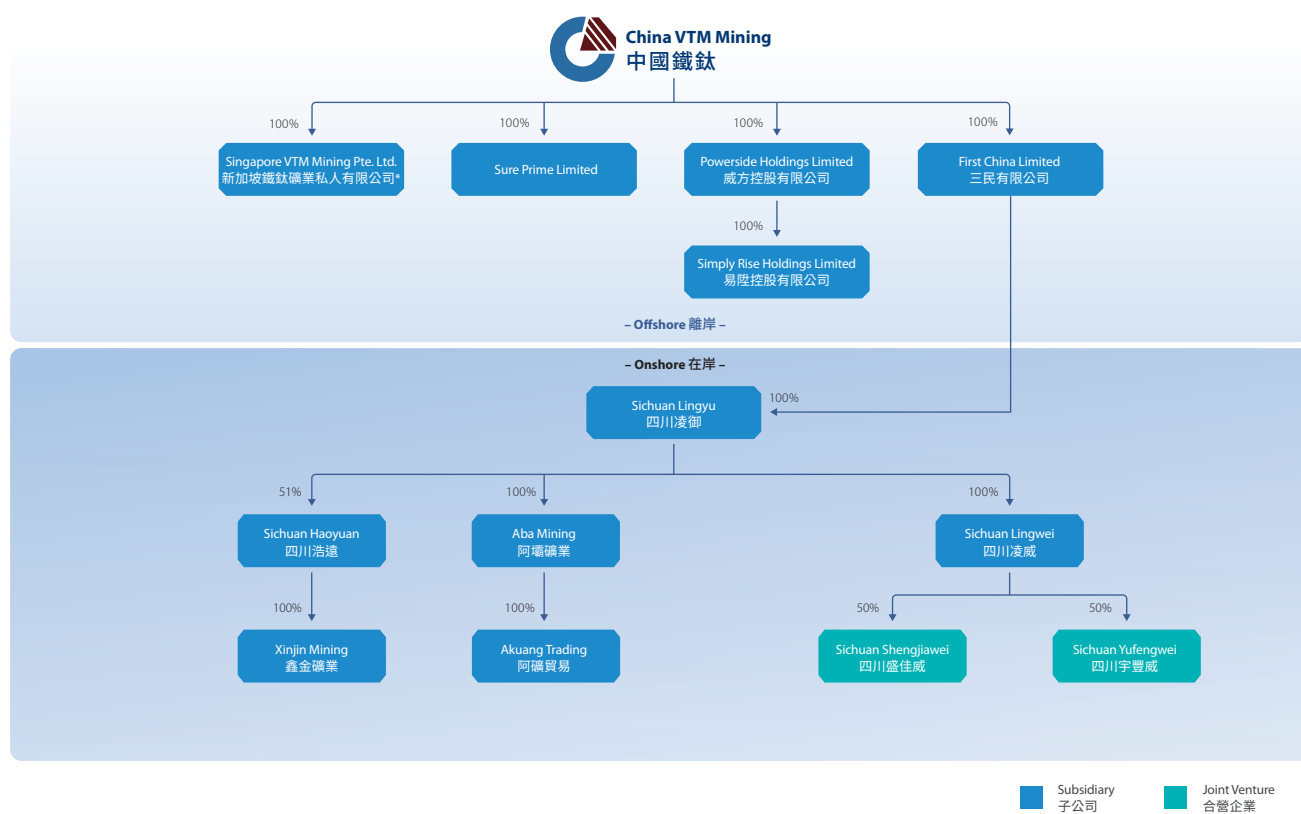 China VTM Mining
中國鐵鈦
100%
100%
100%
100%
Singapore VTM Mining Pte. Ltd.
新加坡鐵鈦礦業私人有限公司*
Sure Prime Limited
Powerside Holdings Limited
威方控股有限公司
First China Limited
三民有限公司
100%
Simply Rise Holdings Limited
易陞控股有限公司
– Offshore 離岸 –
– Onshore 在岸 –
Sichuan Lingyu
四川凌御
100%
51%
100%
100%
Sichuan Haoyuan
四川浩遠
Aba Mining
阿壩礦業
Sichuan Lingwei
四川凌威
100%
100%
50%
50%
Xinjin Mining
鑫金礦業
Akuang Trading
阿礦貿易
Sichuan Shengjiawei
四川盛佳威
Sichuan Yufengwei
四川宇豐威
Subsidiary
子公司
Joint Venture
合營企業